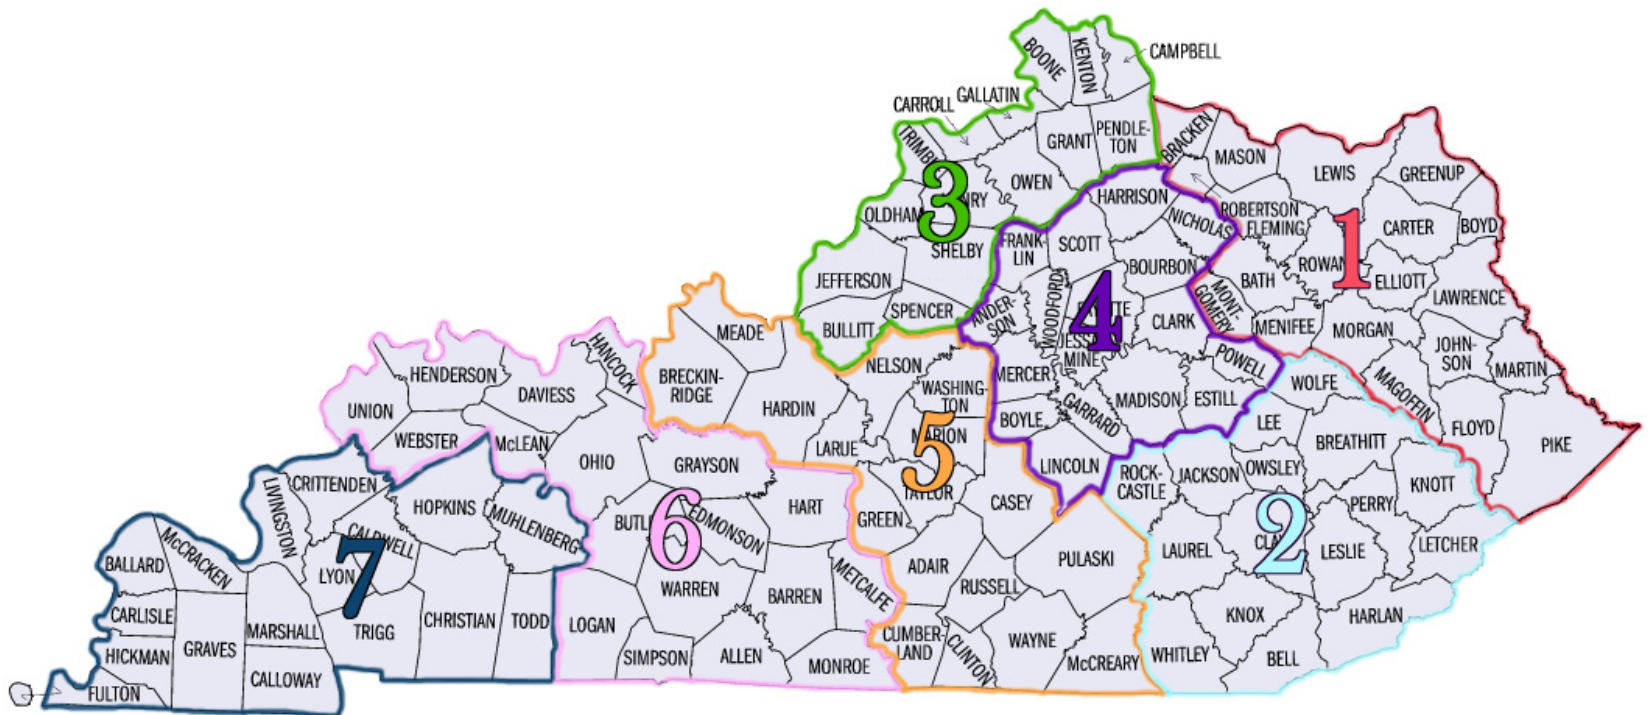 BOONE
KENTON
CAMPBELL
CARROLL
GALLATIN
GRANT
PENDLE-
TON
BRACKEN
MASON
LEWIS
GREENUP
OWEN
3
OLDHAM
SHELBY
HARRISON
ROBERTSON
NICHOLAS
FLEMING
1
CARTER
BOYD
ROWAN
ELLIOTT
FRANK-
LIN
SCOTT
JEFFERSON
BOURBON
BATH
LAWRENCE
SPENCER
BULLITT
ANDER-
SON
WOODFORD
4
CLARK
MONT-
GOMERY
MENIFEE
MORGAN
JOHN-
SON
MARTIN
MEADE
HANCOCK
NELSON
MERCER
MINE
POWELL
WOLFE
MAGOFFIN
HENDERSON
DAVIESS
BRECKIN-
RIDGE
HARDIN
WASHING-
TON
BOYLE
GARRARD
MADISON
ESTILL
LEE
FLOYD
PIKE
UNION
WEBSTER
McLEAN
OHIO
GRAYSON
LARUE
MARION
5
LINCOLN
ROCK-
CASTLE
JACKSON
OWSLEY
BREATHITT
KNOTT
LIVINGSTON
CRITTENDEN
HOPKINS
MUHLENBERG
6
EDMONSON
HART
GREEN
TAYLOR
CASEY
PERRY
2
CALDWELL
BALLARD
McCRACKEN
LYON
7
WARREN
BARREN
METCALFE
ADAIR
RUSSELL
PULASKI
LAUREL
LESLIE
LETCHER
CARLISLE
MARSHALL
TRIGG
CHRISTIAN
TODD
LOGAN
KNOX
HARLAN
HICKMAN
GRAVES
SIMPSON
ALLEN
MONROE
CUMBER-
LAND
CLINTON
WAYNE
McCREARY
WHITLEY
BELL
FULTON
CALLOWAY